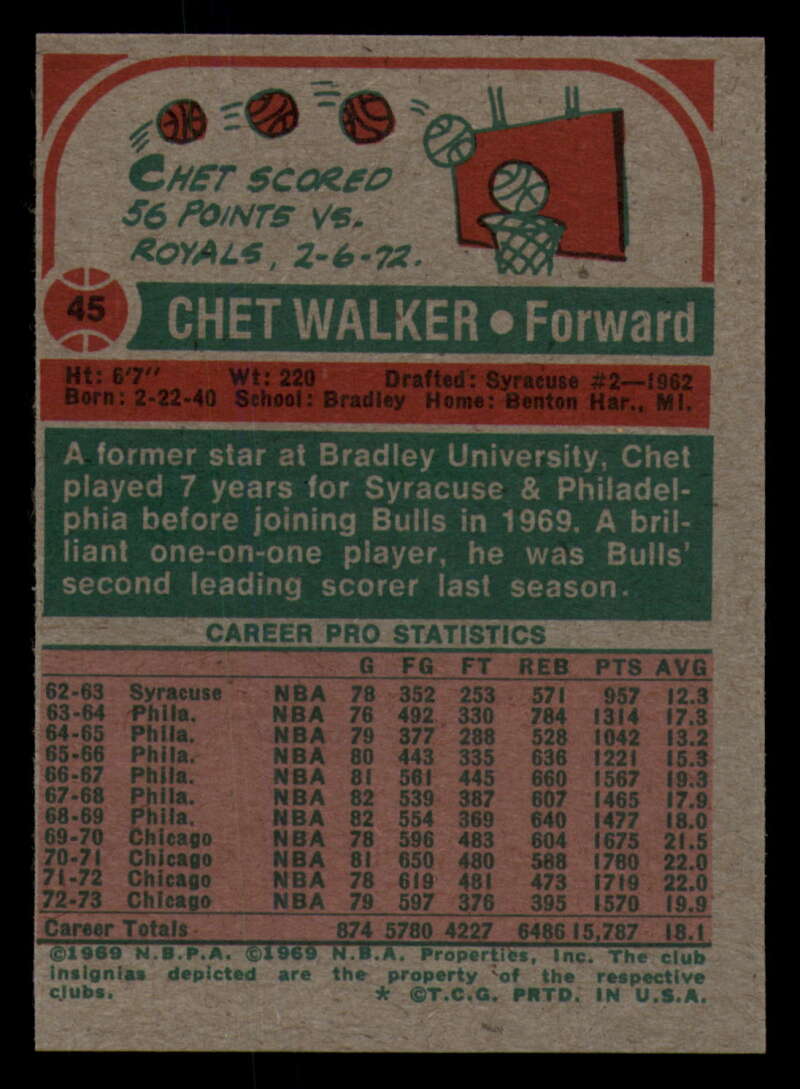 CHET SCORED
56 POINTS VS.
ROYALS, 2-6-72.
45
CHET WALKER • Forward
Ht: 6'7" Wt: 220 Drafted: Syracuse #2—1962
Born: 2-22-40 School: Bradley Home: Benton Har., MI.
A former star at Bradley University, Chet
played 7 years for Syracuse & Philadel-
phia before joining Bulls in 1969. A bril-
liant one-on-one player, he was Bulls'
second leading scorer last season.
CAREER PRO STATISTICS
G FG FT REB PTS AVG
62-63 Syracuse NBA 78 352 253 571 957 12.3
63-64 Phila. NBA 76 492 330 784 1314 17.3
64-65 Phila. NBA 79 377 288 528 1042 13.2
65-66 Phila. NBA 80 443 335 636 1221 15.3
66-67 Phila. NBA 81 561 445 660 1567 19.3
67-68 Phila. NBA 82 539 387 607 1465 17.9
68-69 Phila. NBA 82 554 369 640 1477 18.0
69-70 Chicago NBA 78 596 483 604 1675 21.5
70-71 Chicago NBA 81 650 480 588 1780 22.0
71-72 Chicago NBA 78 619 481 473 1719 22.0
72-73 Chicago NBA 79 597 376 395 1570 19.9
Career Totals 874 5780 4227 6486 15,787 18.1
©1969 N.B.P.A. ©1969 N.B.A. Properties, Inc. The club
insignias depicted are the property of the respective
clubs. * ©T.C.G. PRTD. IN U.S.A.